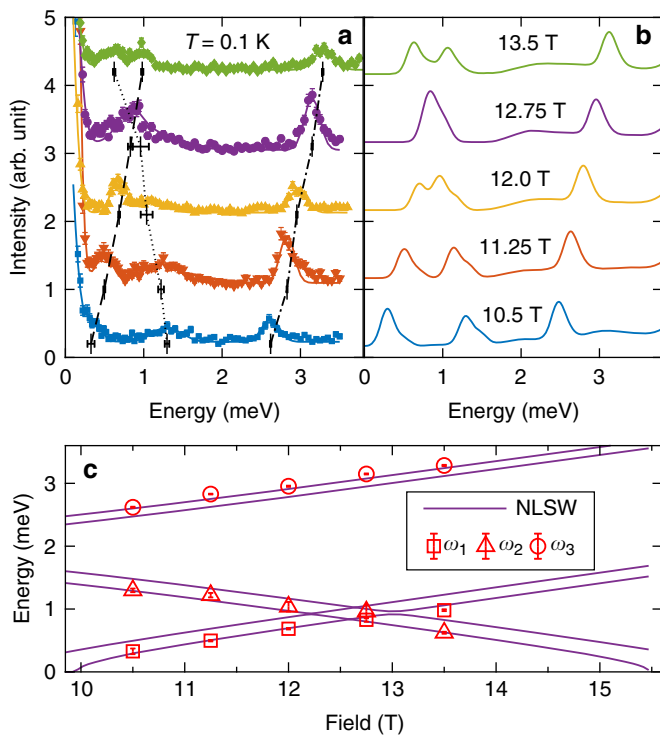 5
4
3
2
1
0
Intensity (arb. unit)
T = 0.1 K
a
0 1 2 3
Energy (meV)
b
13.5 T
12.75 T
12.0 T
11.25 T
10.5 T
0 1 2 3
Energy (meV)
c
3
2
1
0
Energy (meV)
NLSW
ω1 ω2 ω3
10 11 12 13 14 15
Field (T)